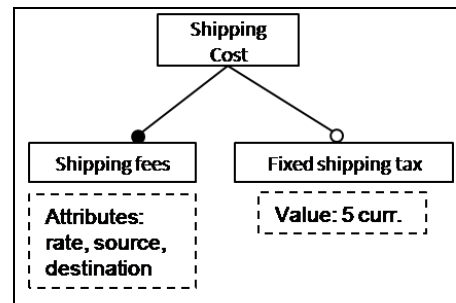 Shipping
Cost
Shipping fees
Fixed shipping tax
Attributes:
rate, source,
destination
Value: 5 curr.